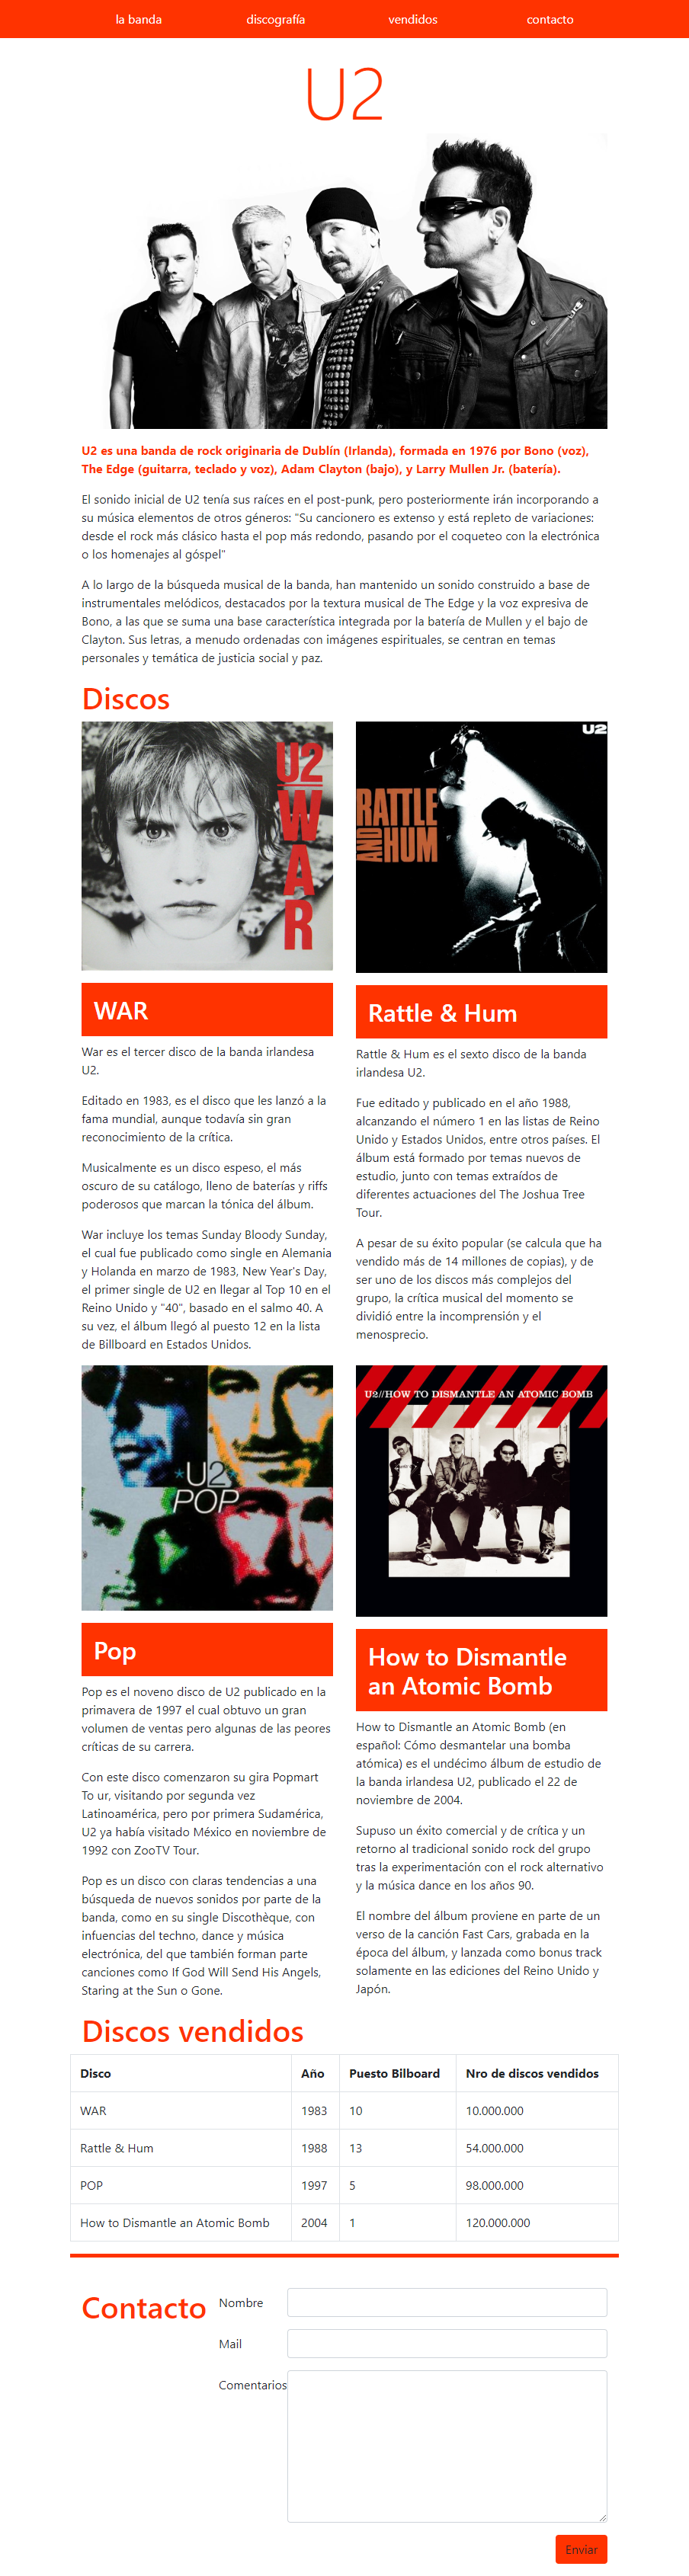 la banda discografía vendidos contacto
U2
U2 es una banda de rock originaria de Dublín (Irlanda), formada en 1976 por Bono (voz),
The Edge (guitarra, teclado y voz), Adam Clayton (bajo), y Larry Mullen Jr. (batería).
El sonido inicial de U2 tenía sus raíces en el post-punk, pero posteriormente irán incorporando a
su música elementos de otros géneros: "Su cancionero es extenso y está repleto de variaciones:
desde el rock más clásico hasta el pop más redondo, pasando por el coqueteo con la electrónica
o los homenajes al góspel"
A lo largo de la búsqueda musical de la banda, han mantenido un sonido construido a base de
instrumentales melódicos, destacados por la textura musical de The Edge y la voz expresiva de
Bono, a las que se suma una base característica integrada por la batería de Mullen y el bajo de
Clayton. Sus letras, a menudo ordenadas con imágenes espirituales, se centran en temas
personales y temática de justicia social y paz.
Discos
U2
WAR
WAR
War es el tercer disco de la banda irlandesa
U2.
Editado en 1983, es el disco que les lanzó a la
fama mundial, aunque todavía sin gran
reconocimiento de la crítica.
Musicalmente es un disco espeso, el más
oscuro de su catálogo, lleno de baterías y riffs
poderosos que marcan la tónica del álbum.
War incluye los temas Sunday Bloody Sunday,
el cual fue publicado como single en Alemania
y Holanda en marzo de 1983, New Year's Day,
el primer single de U2 en llegar al Top 10 en el
Reino Unido y "40", basado en el salmo 40. A
su vez, el álbum llegó al puesto 12 en la lista
de Billboard en Estados Unidos.
U2
RATTLE
AND HUM
Rattle & Hum
Rattle & Hum es el sexto disco de la banda
irlandesa U2.
Fue editado y publicado en el año 1988,
alcanzando el número 1 en las listas de Reino
Unido y Estados Unidos, entre otros países. El
álbum está formado por temas nuevos de
estudio, junto con temas extraídos de
diferentes actuaciones del The Joshua Tree
Tour.
A pesar de su éxito popular (se calcula que ha
vendido más de 14 millones de copias), y de
ser uno de los discos más complejos del
grupo, la crítica musical del momento se
dividió entre la incomprensión y el
menosprecio.
*U2*
POP
Pop
Pop es el noveno disco de U2 publicado en la
primavera de 1997 el cual obtuvo un gran
volumen de ventas pero algunas de las peores
críticas de su carrera.
Con este disco comenzaron su gira Popmart
To ur, visitando por segunda vez
Latinoamérica, pero por primera Sudamérica,
U2 ya había visitado México en noviembre de
1992 con ZooTV Tour.
Pop es un disco con claras tendencias a una
búsqueda de nuevos sonidos por parte de la
banda, como en su single Discothèque, con
infuencias del techno, dance y música
electrónica, del que también forman parte
canciones como If God Will Send His Angels,
Staring at the Sun o Gone.
U2//HOW TO DISMANTLE AN ATOMIC BOMB
How to Dismantle
an Atomic Bomb
How to Dismantle an Atomic Bomb (en
español: Cómo desmantelar una bomba
atómica) es el undécimo álbum de estudio de
la banda irlandesa U2, publicado el 22 de
noviembre de 2004.
Supuso un éxito comercial y de crítica y un
retorno al tradicional sonido rock del grupo
tras la experimentación con el rock alternativo
y la música dance en los años 90.
El nombre del álbum proviene en parte de un
verso de la canción Fast Cars, grabada en la
época del álbum, y lanzada como bonus track
solamente en las ediciones del Reino Unido y
Japón.
Discos vendidos
Disco Año Puesto Bilboard Nro de discos vendidos
WAR 1983 10 10.000.000
Rattle & Hum 1988 13 54.000.000
POP 1997 5 98.000.000
How to Dismantle an Atomic Bomb 2004 1 120.000.000
Contacto
Nombre
Mail
Comentarios
Enviar